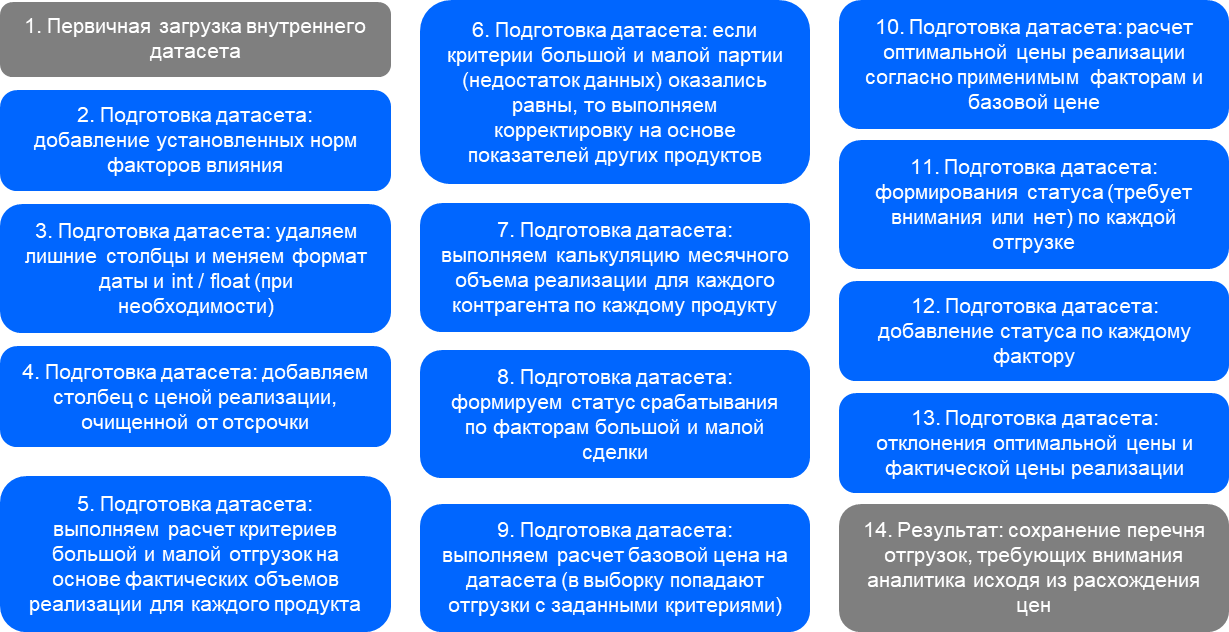 1. Первичная загрузка внутреннего
датасета
2. Подготовка датасета:
добавление установленных норм
факторов влияния
3. Подготовка датасета: удаляем
лишние столбцы и меняем формат
даты и int / float (при
необходимости)
4. Подготовка датасета: добавляем
столбец с ценой реализации,
очищенной от отсрочки
5. Подготовка датасета:
выполняем расчет критериев
большой и малой отгрузок на
основе фактических объемов
реализации для каждого продукта
6. Подготовка датасета: если
критерии большой и малой партии
(недостаток данных) оказались
равны, то выполняем
корректировку на основе
показателей других продуктов
7. Подготовка датасета:
выполняем калькуляцию месячного
объема реализации для каждого
контрагента по каждому продукту
8. Подготовка датасета:
формируем статус срабатывания
по факторам большой и малой
сделки
9. Подготовка датасета:
выполняем расчет базовой цена на
датасета (в выборку попадают
отгрузки с заданными критериями)
10. Подготовка датасета: расчет
оптимальной цены реализации
согласно применимым факторам и
базовой цене
11. Подготовка датасета:
формирования статуса (требует
внимания или нет) по каждой
отгрузке
12. Подготовка датасета:
добавление статуса по каждому
фактору
13. Подготовка датасета:
отклонения оптимальной цены и
фактической цены реализации
14. Результат: сохранение перечня
отгрузок, требующих внимания
аналитика исходя из расхождения
цен